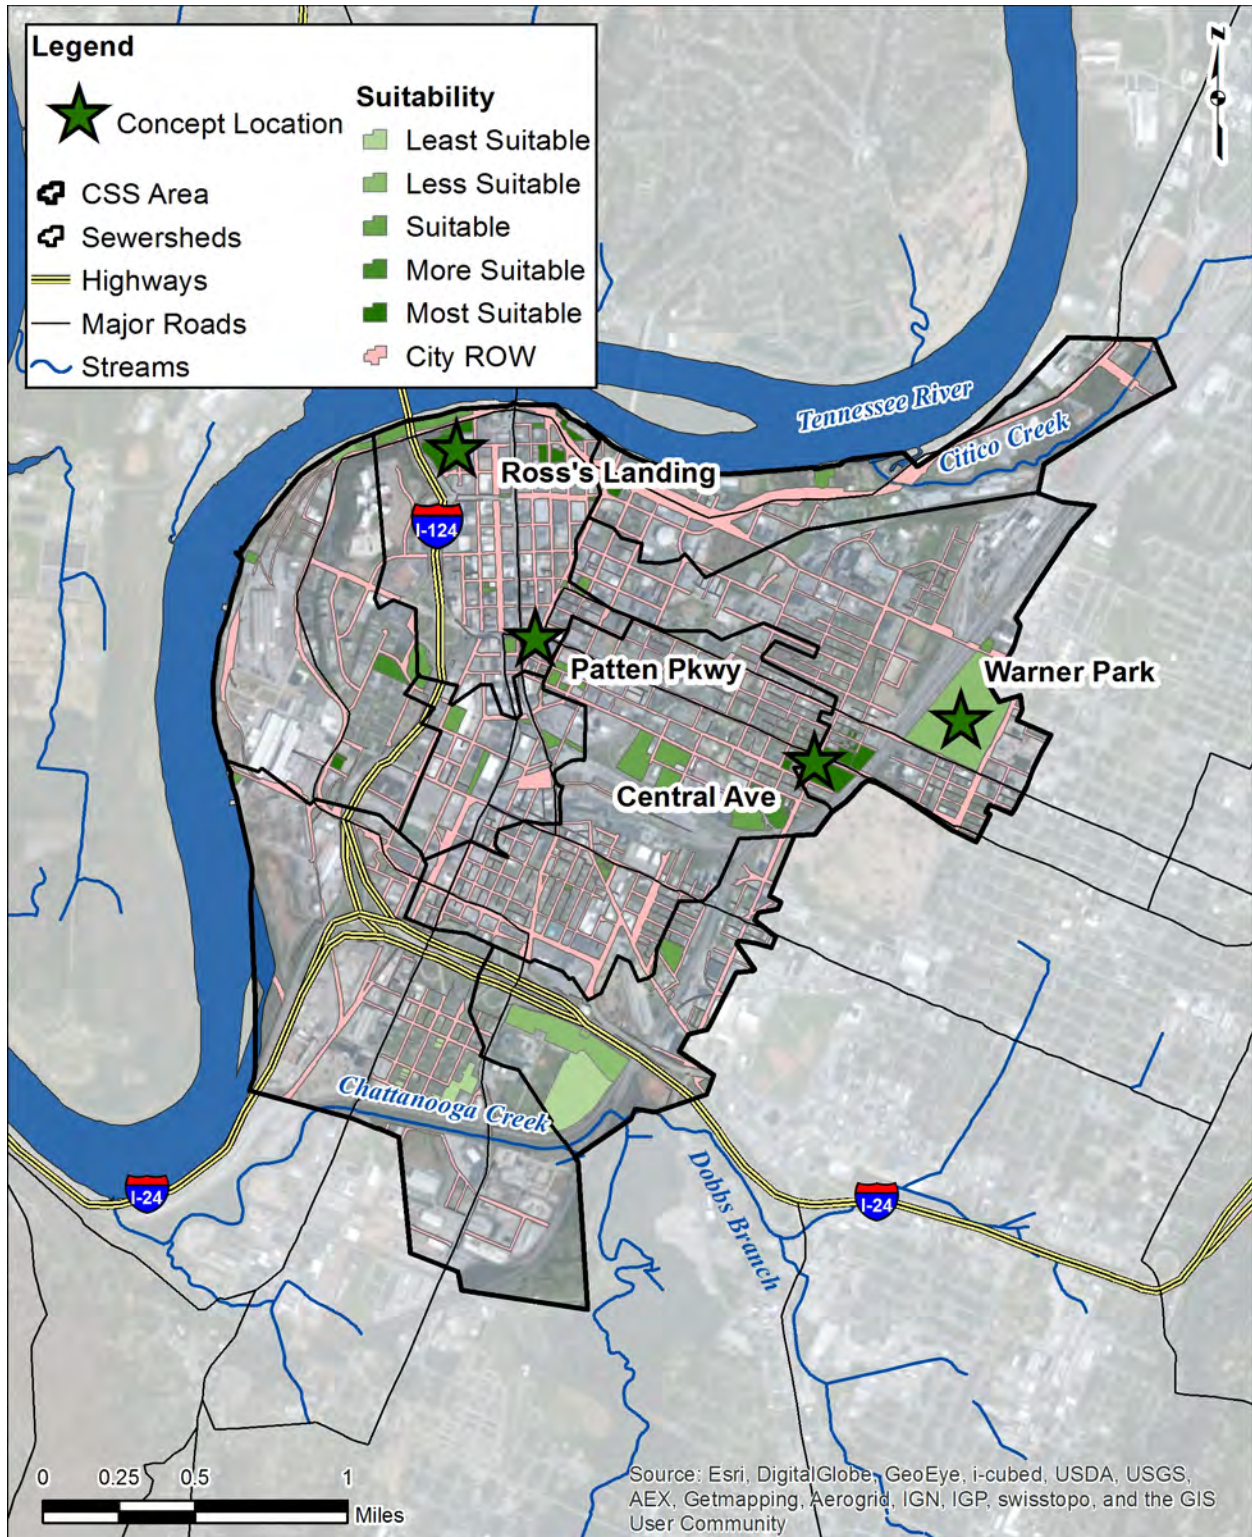 Legend
Concept Location
CSS Area
Sewersheds
Highways
Major Roads
Streams
Suitability
Least Suitable
Less Suitable
Suitable
More Suitable
Most Suitable
City ROW
N
Tennessee River
Citico Creek
Ross's Landing
I-124
Patten Pkwy
Warner Park
Central Ave
Chattanooga Creek
Dobbs Branch
I-24
I-24
0 0.25 0.5 1
Miles
Source: Esri, DigitalGlobe, GeoEye, i-cubed, USDA, USGS,
AEX, Getmapping, Aerogrid, IGN, IGP, swisstopo, and the GIS
User Community